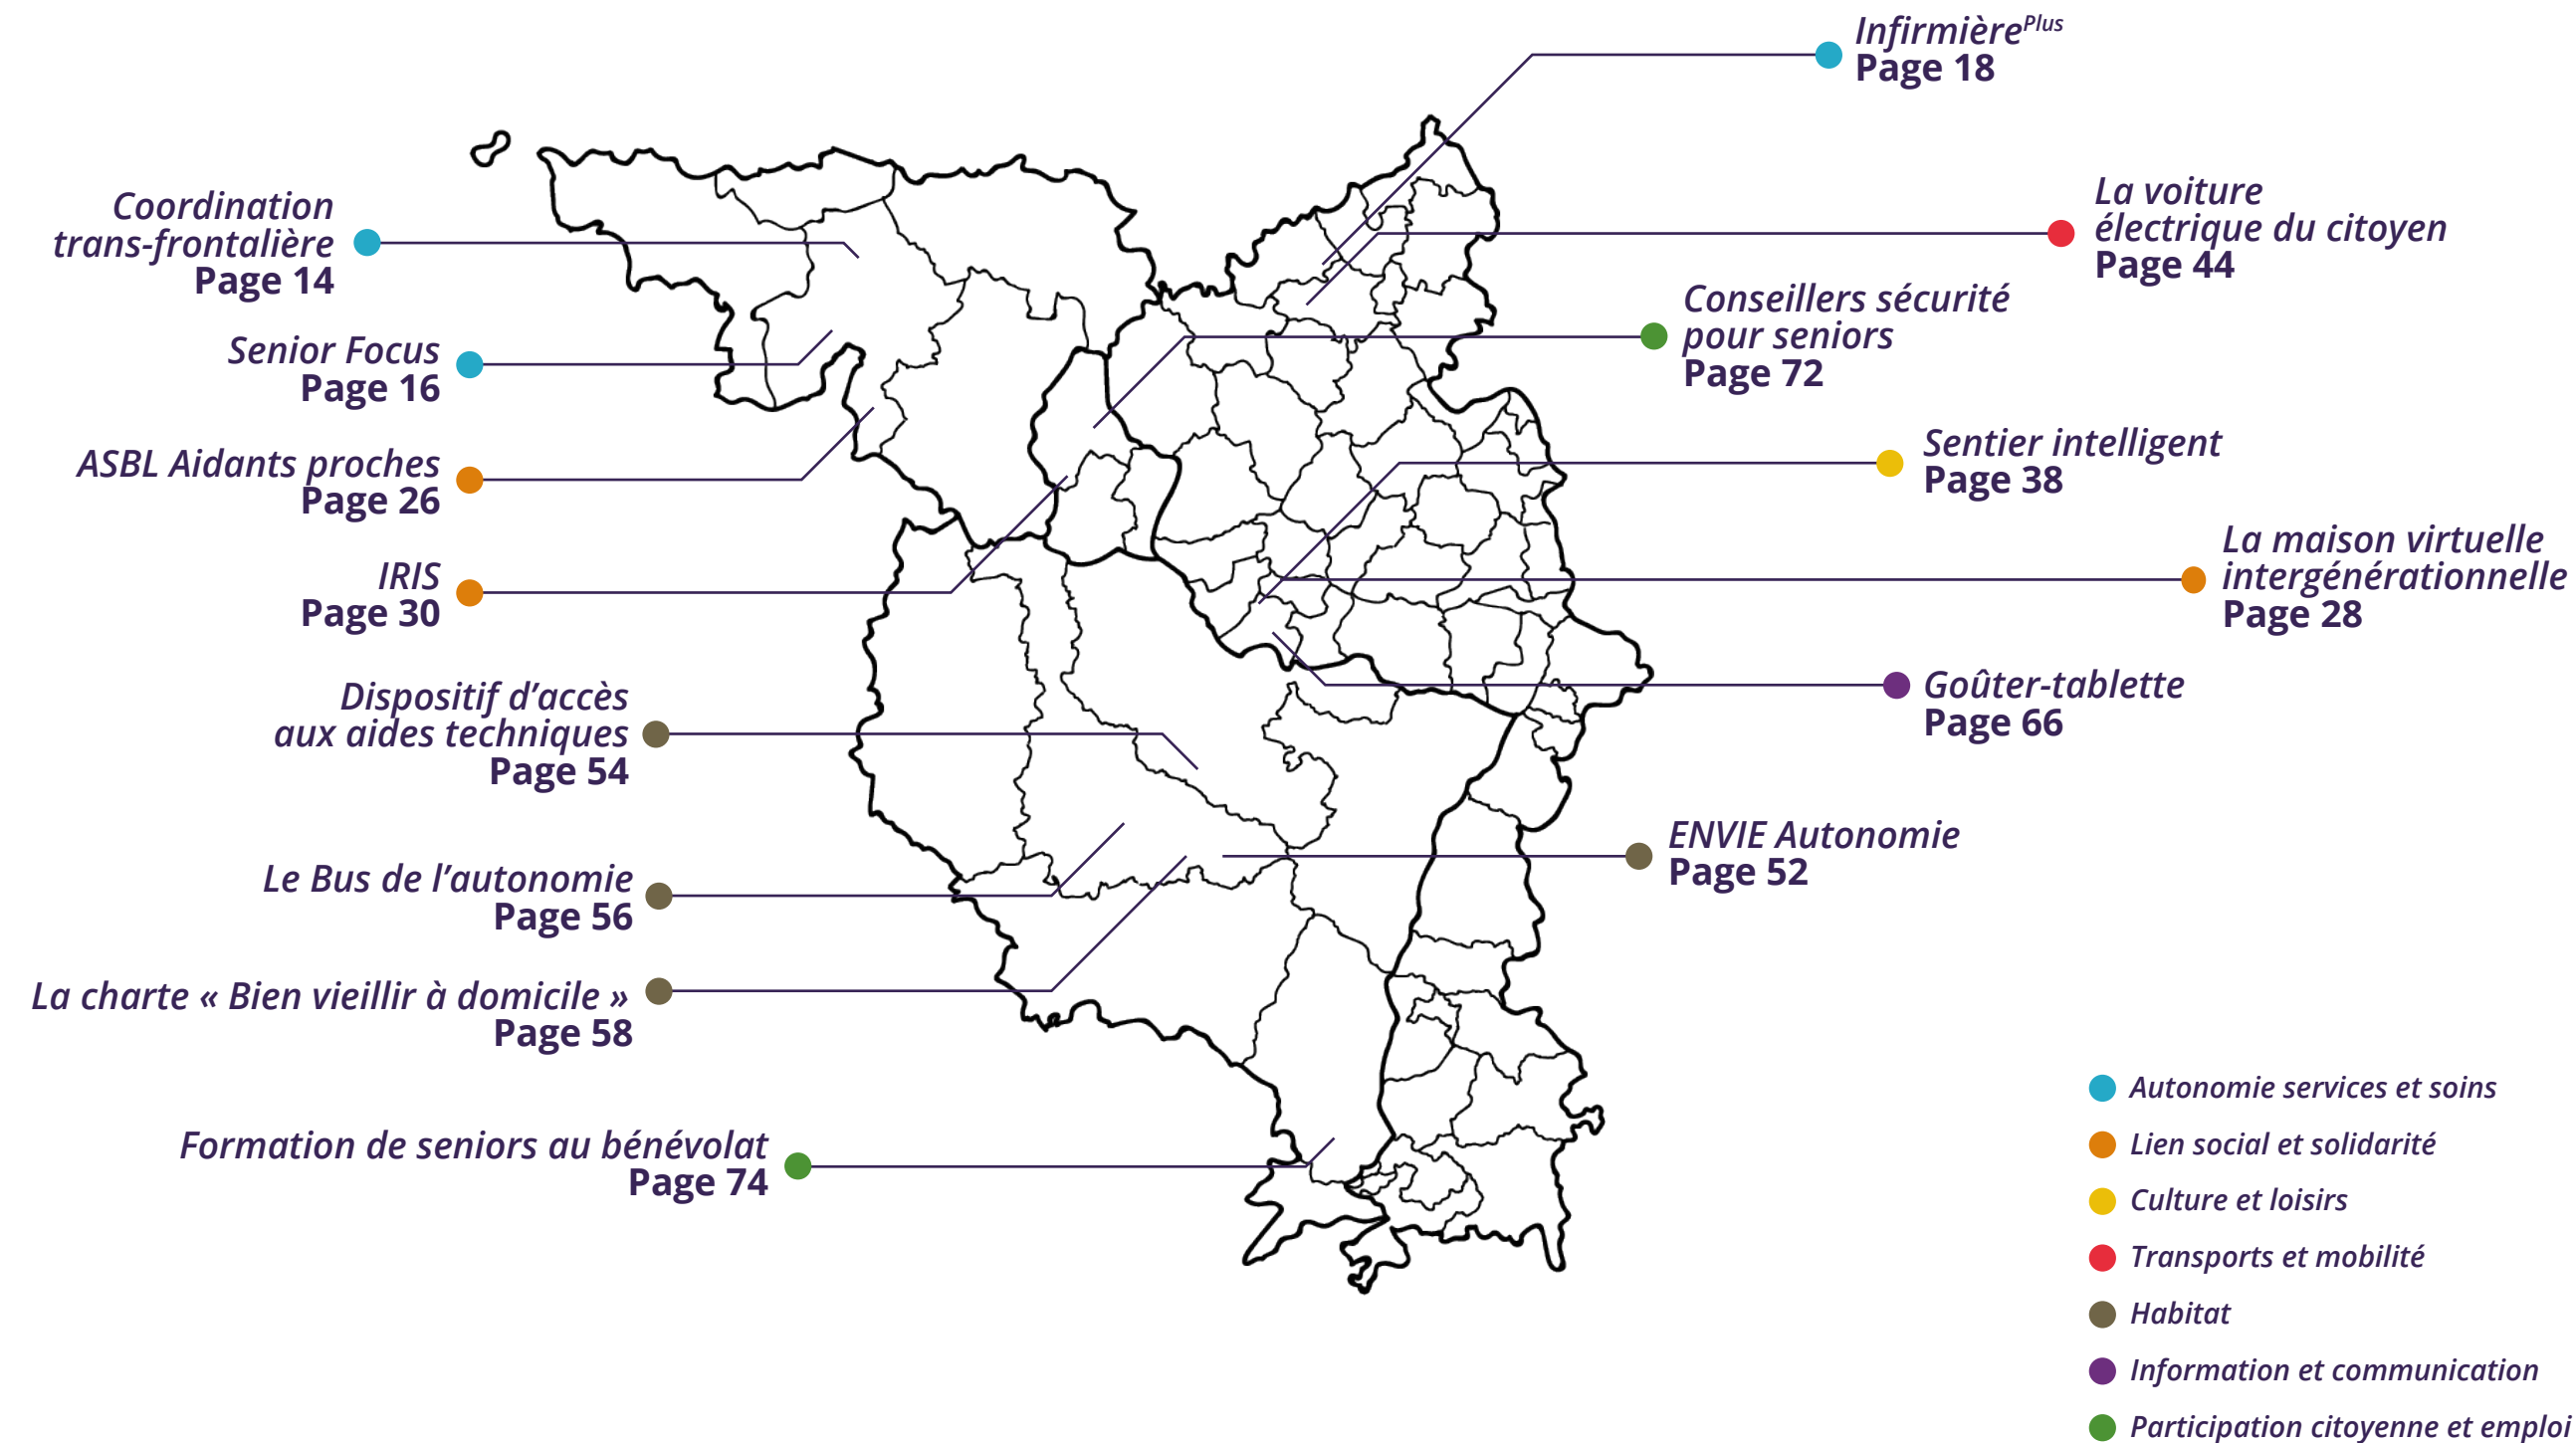 Infirmière Plus
Page 18
Coordination
trans-frontalière
Page 14
La voiture
électrique du citoyen
Page 44
Conseillers sécurité
pour seniors
Page 72
Senior Focus
Page 16
Sentier intelligent
Page 38
ASBL Aidants proches
Page 26
La maison virtuelle
intergénérationnelle
Page 28
IRIS
Page 30
Goûter-tablette
Page 66
Dispositif d’accès
aux aides techniques
Page 54
ENVIE Autonomie
Page 52
Le Bus de l’autonomie
Page 56
La charte « Bien vieillir à domicile »
Page 58
Formation de seniors au bénévolat
Page 74
Autonomie services et soins
Lien social et solidarité
Culture et loisirs
Transports et mobilité
Habitat
Information et communication
Participation citoyenne et emploi